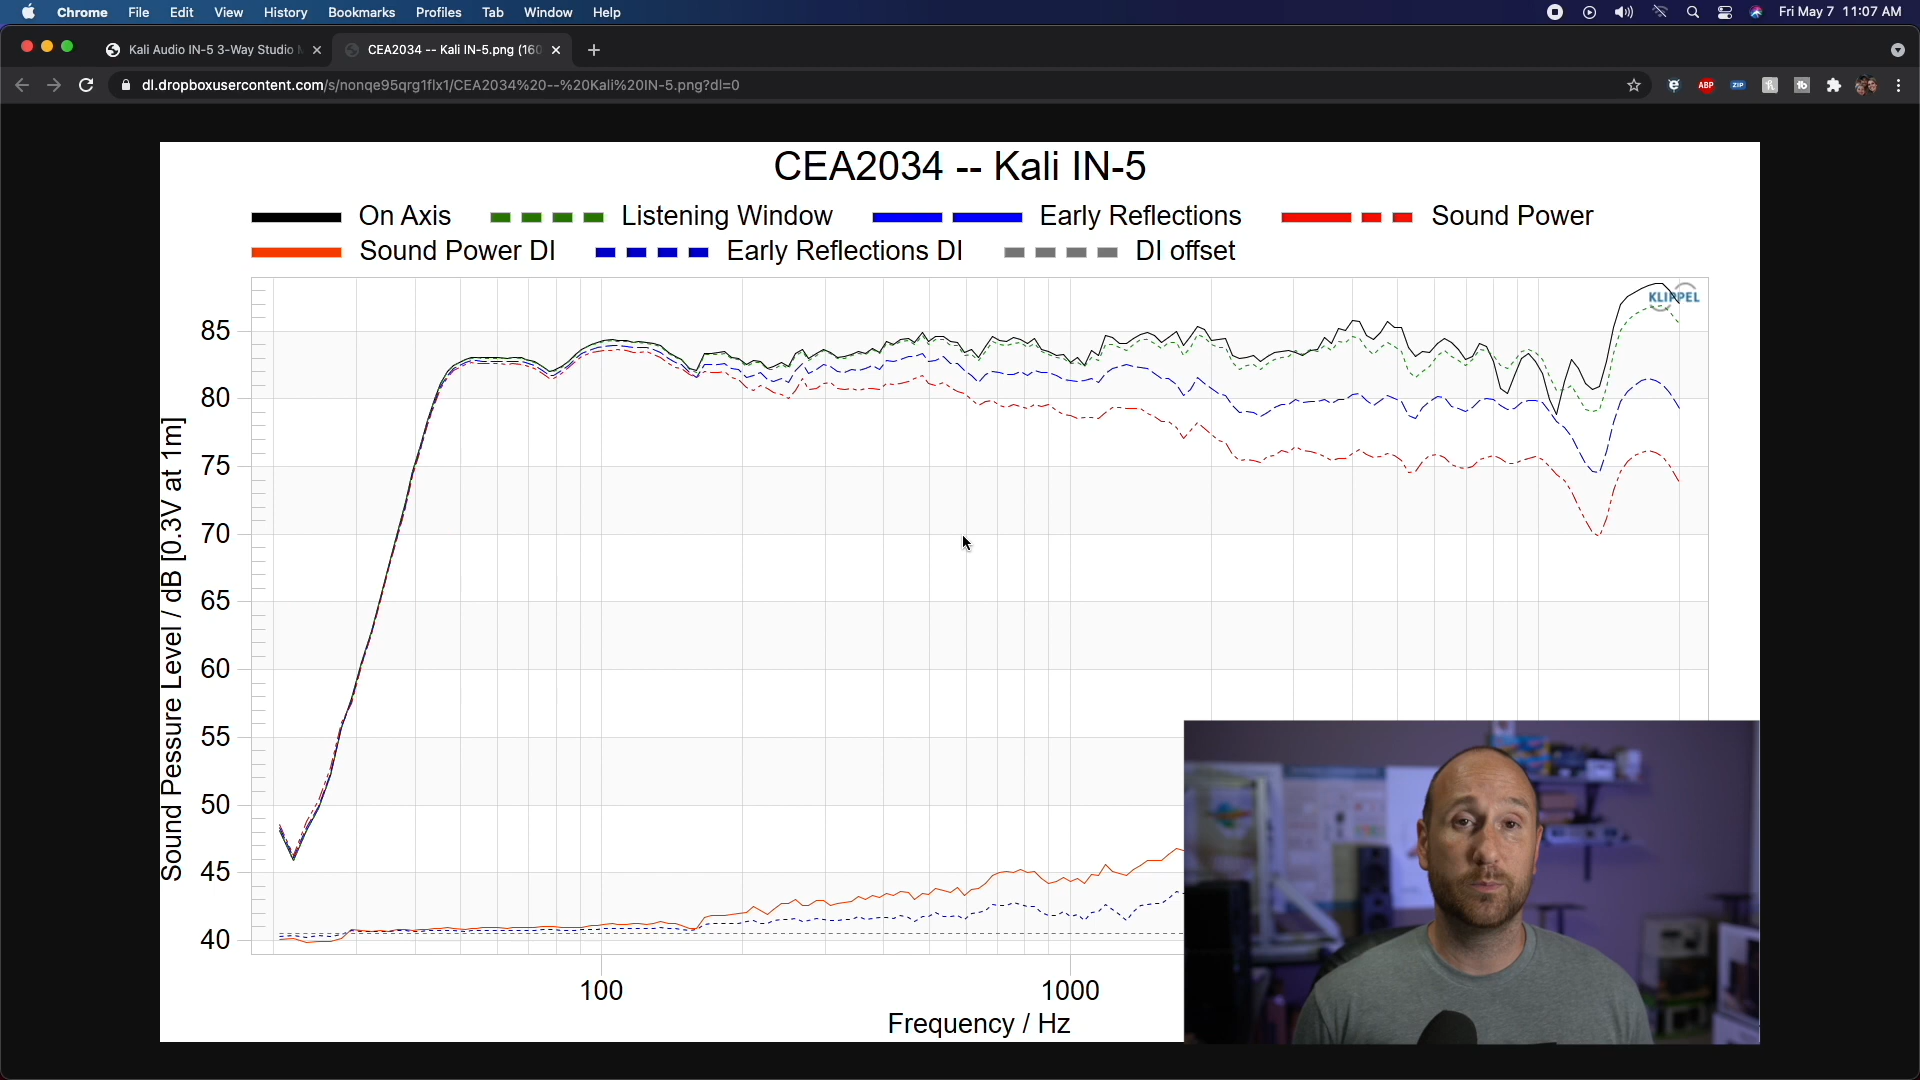 Chrome File Edit View History Bookmarks Profiles Tab Window Help Fri May 7 11:07 AM
Kali Audio IN-5 3-Way Studio CEA2034 -- Kali IN-5.png (160
dl.dropboxusercontent.com/s/nonqe95qrg1flx1/CEA2034%20--%20Kali%20IN-5.png?dl=0 ABP ZIP
CEA2034 -- Kali IN-5
On Axis Listening Window Early Reflections Sound Power
Sound Power DI Early Reflections DI DI offset
KLIPPEL
85
80
75
70
65
60
55
50
45
40
Sound Pessure Level / dB [0.3V at 1m]
100 1000
Frequency / Hz